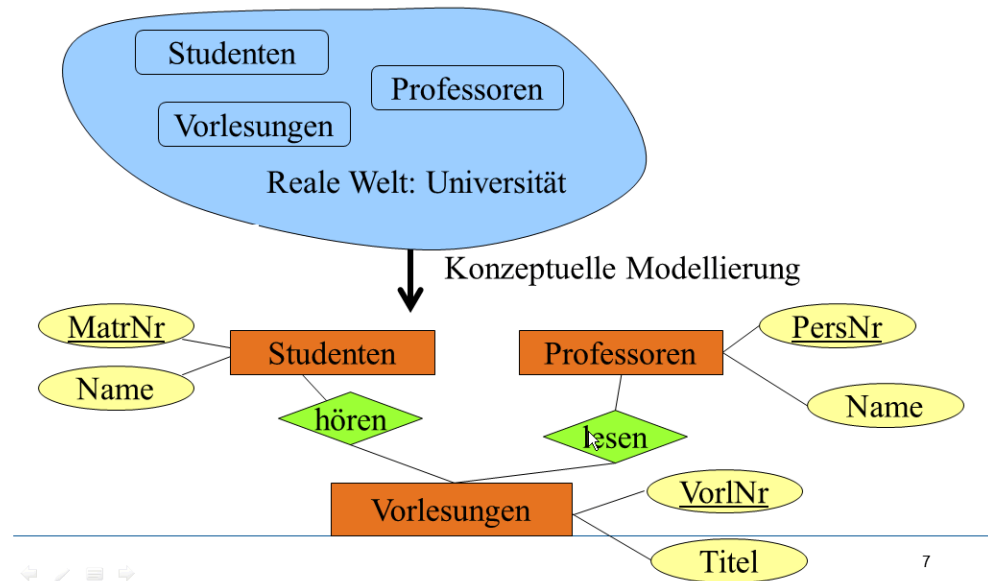 Studenten
Professoren
Vorlesungen
Reale Welt: Universität
Konzeptuelle Modellierung
MatrNr
PersNr
Studenten
Professoren
Name
Name
hören
lesen
VorlNr
Vorlesungen
Titel
7